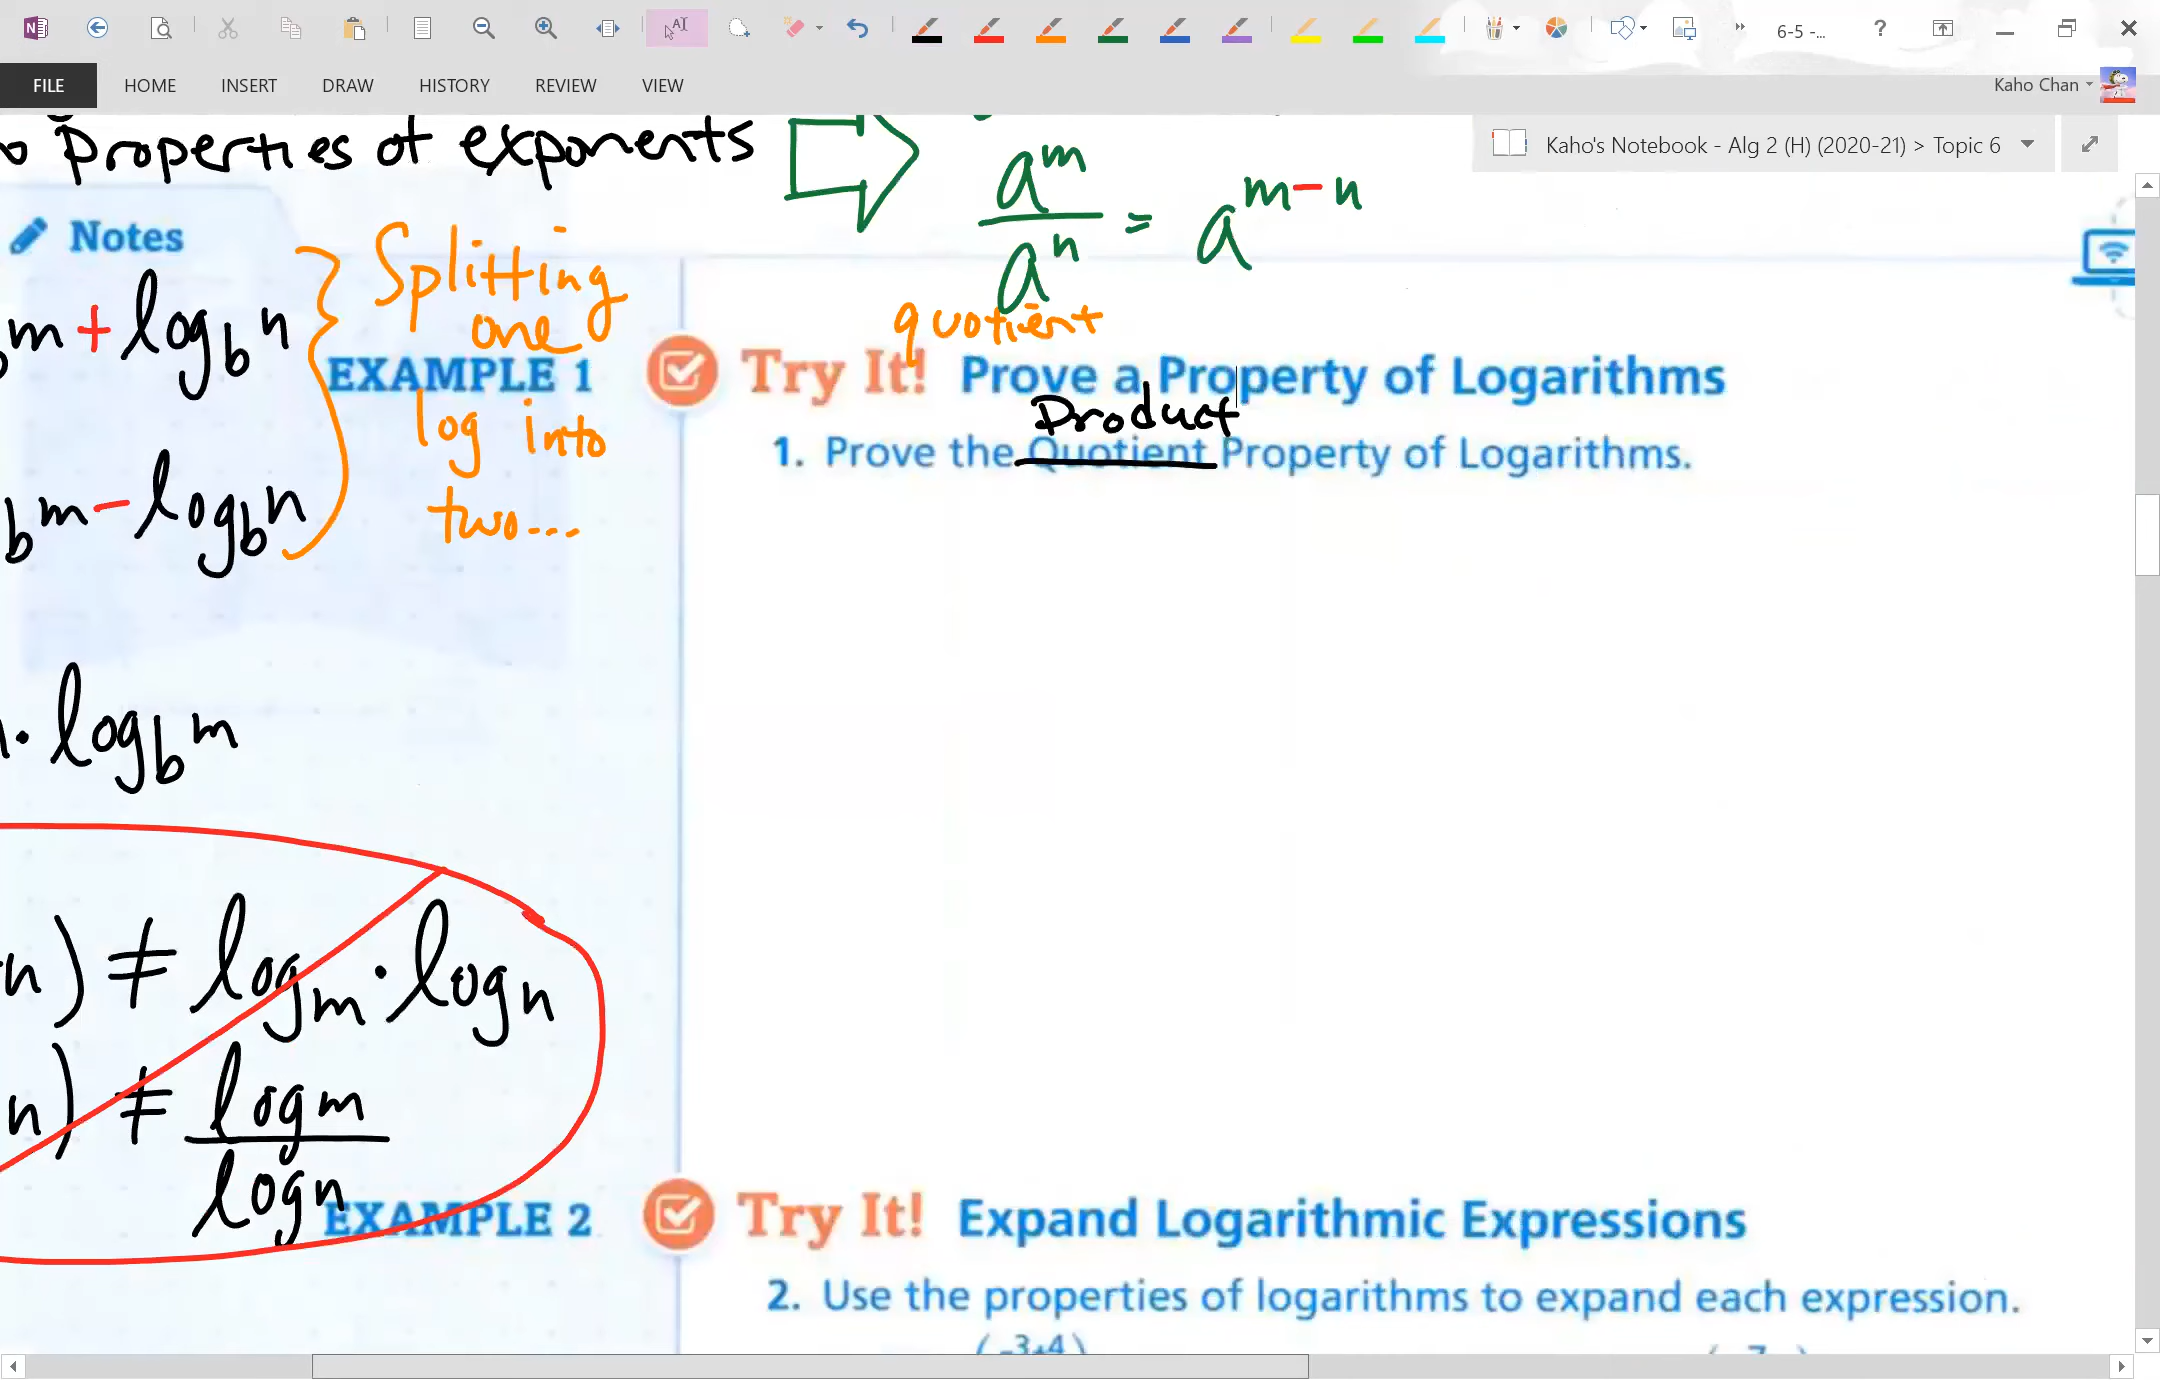 6-5 -...
?
FILE HOME INSERT DRAW HISTORY REVIEW VIEW
Kaho Chan
Kaho's Notebook - Alg 2 (H) (2020-21) > Topic 6
o properties of exponents
a^m / a^n = a^(m-n)
quotient
Notes
m + log_b n
b m - log_b n
Splitting
one
log into
two...
· log_b m
n) ≠ log m · log n
n) ≠ log m / log n
EXAMPLE 1
Try It! Prove a Property of Logarithms
Product
1. Prove the Quotient Property of Logarithms.
EXAMPLE 2
Try It! Expand Logarithmic Expressions
2. Use the properties of logarithms to expand each expression.